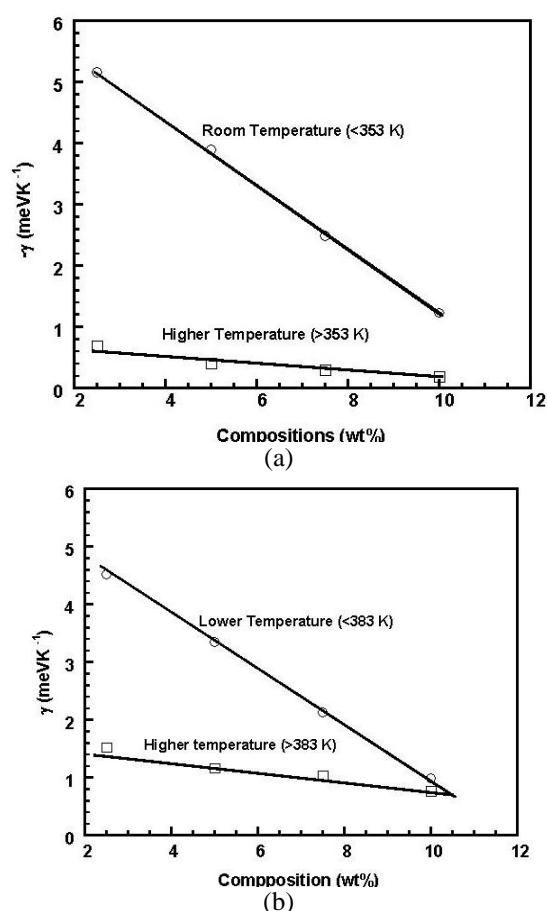 6
5
4
3
2
1
0
-γ (meVK⁻¹)
Room Temperature (<353 K)
Higher Temperature (>353 K)
2 4 6 8 10 12
Compositions (wt%)
(a)
6
5
4
3
2
1
0
γ (meVK⁻¹)
Lower Temperature (<383 K)
Higher temperature (>383 K)
2 4 6 8 10 12
Compposition (wt%)
(b)